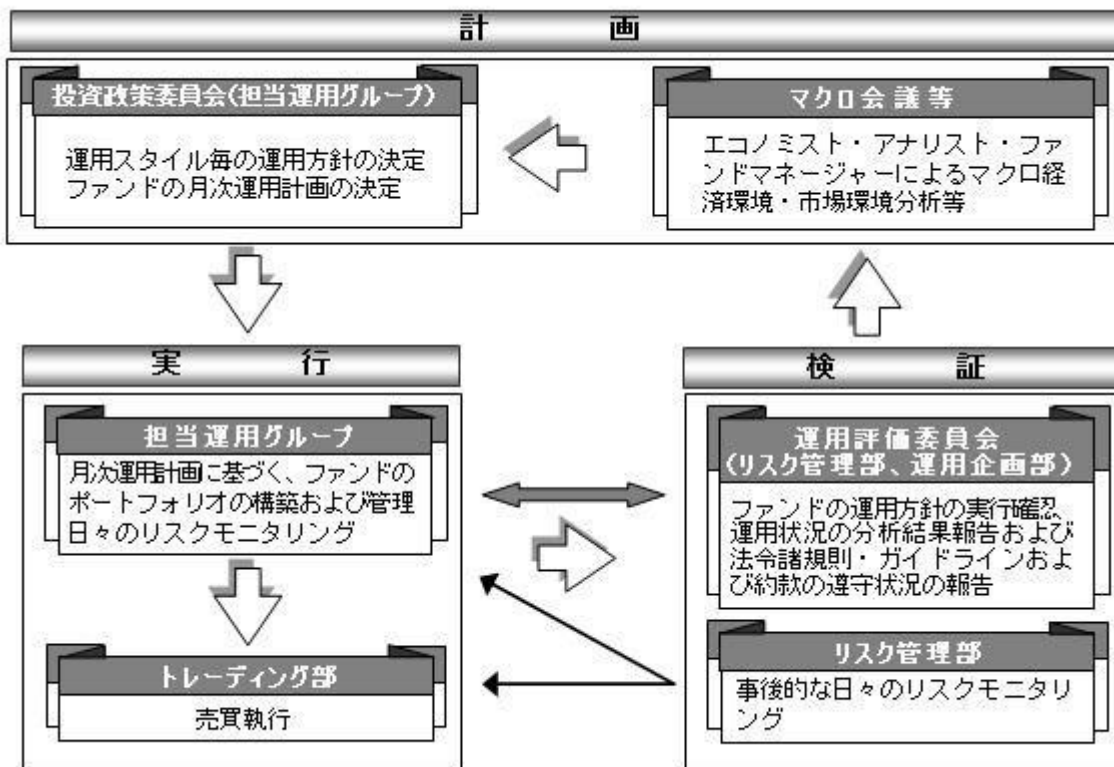 計画
投資政策委員会（担当運用グループ）
運用スタイル毎の運用方針の決定
ファンドの月次運用計画の決定
マクロ会議等
エコノミスト・アナリスト・ファ
ンドマネージャーによるマクロ経
済環境・市場環境分析等
実行
担当運用グループ
月次運用計画に基づく、ファンドの
ポートフォリオの構築および管理
日々のリスクモニタリング
トレーディング部
売買執行
検証
運用評価委員会
（リスク管理部、運用企画部）
ファンドの運用方針の実行確認、
運用状況の分析結果報告および
法令諸規則・ガイドラインおよ
び約款の遵守状況の報告
リスク管理部
事後的な日々のリスクモニタリ
ング